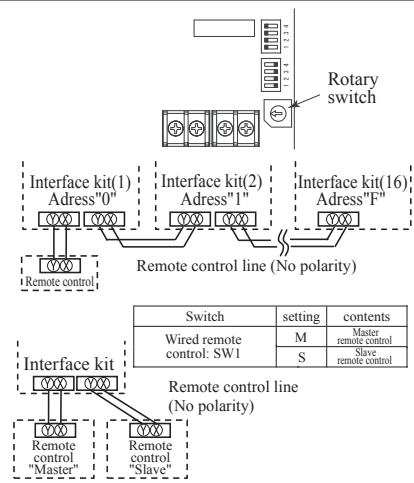 1 2 3 4
1 2 3 4
Rotary
switch
Interface kit(1) Interface kit(2) Interface kit(16)
Adress"0" Adress"1" Adress"F"
X Y X Y X Y X Y X Y
X Y
Remote control
Remote control line (No polarity)
Switch setting contents
Wired remote control: SW1 M Master remote control
S Slave remote control
Interface kit
X Y X Y
Remote control line
(No polarity)
X Y X Y
Remote Remote
control control
"Master" "Slave"